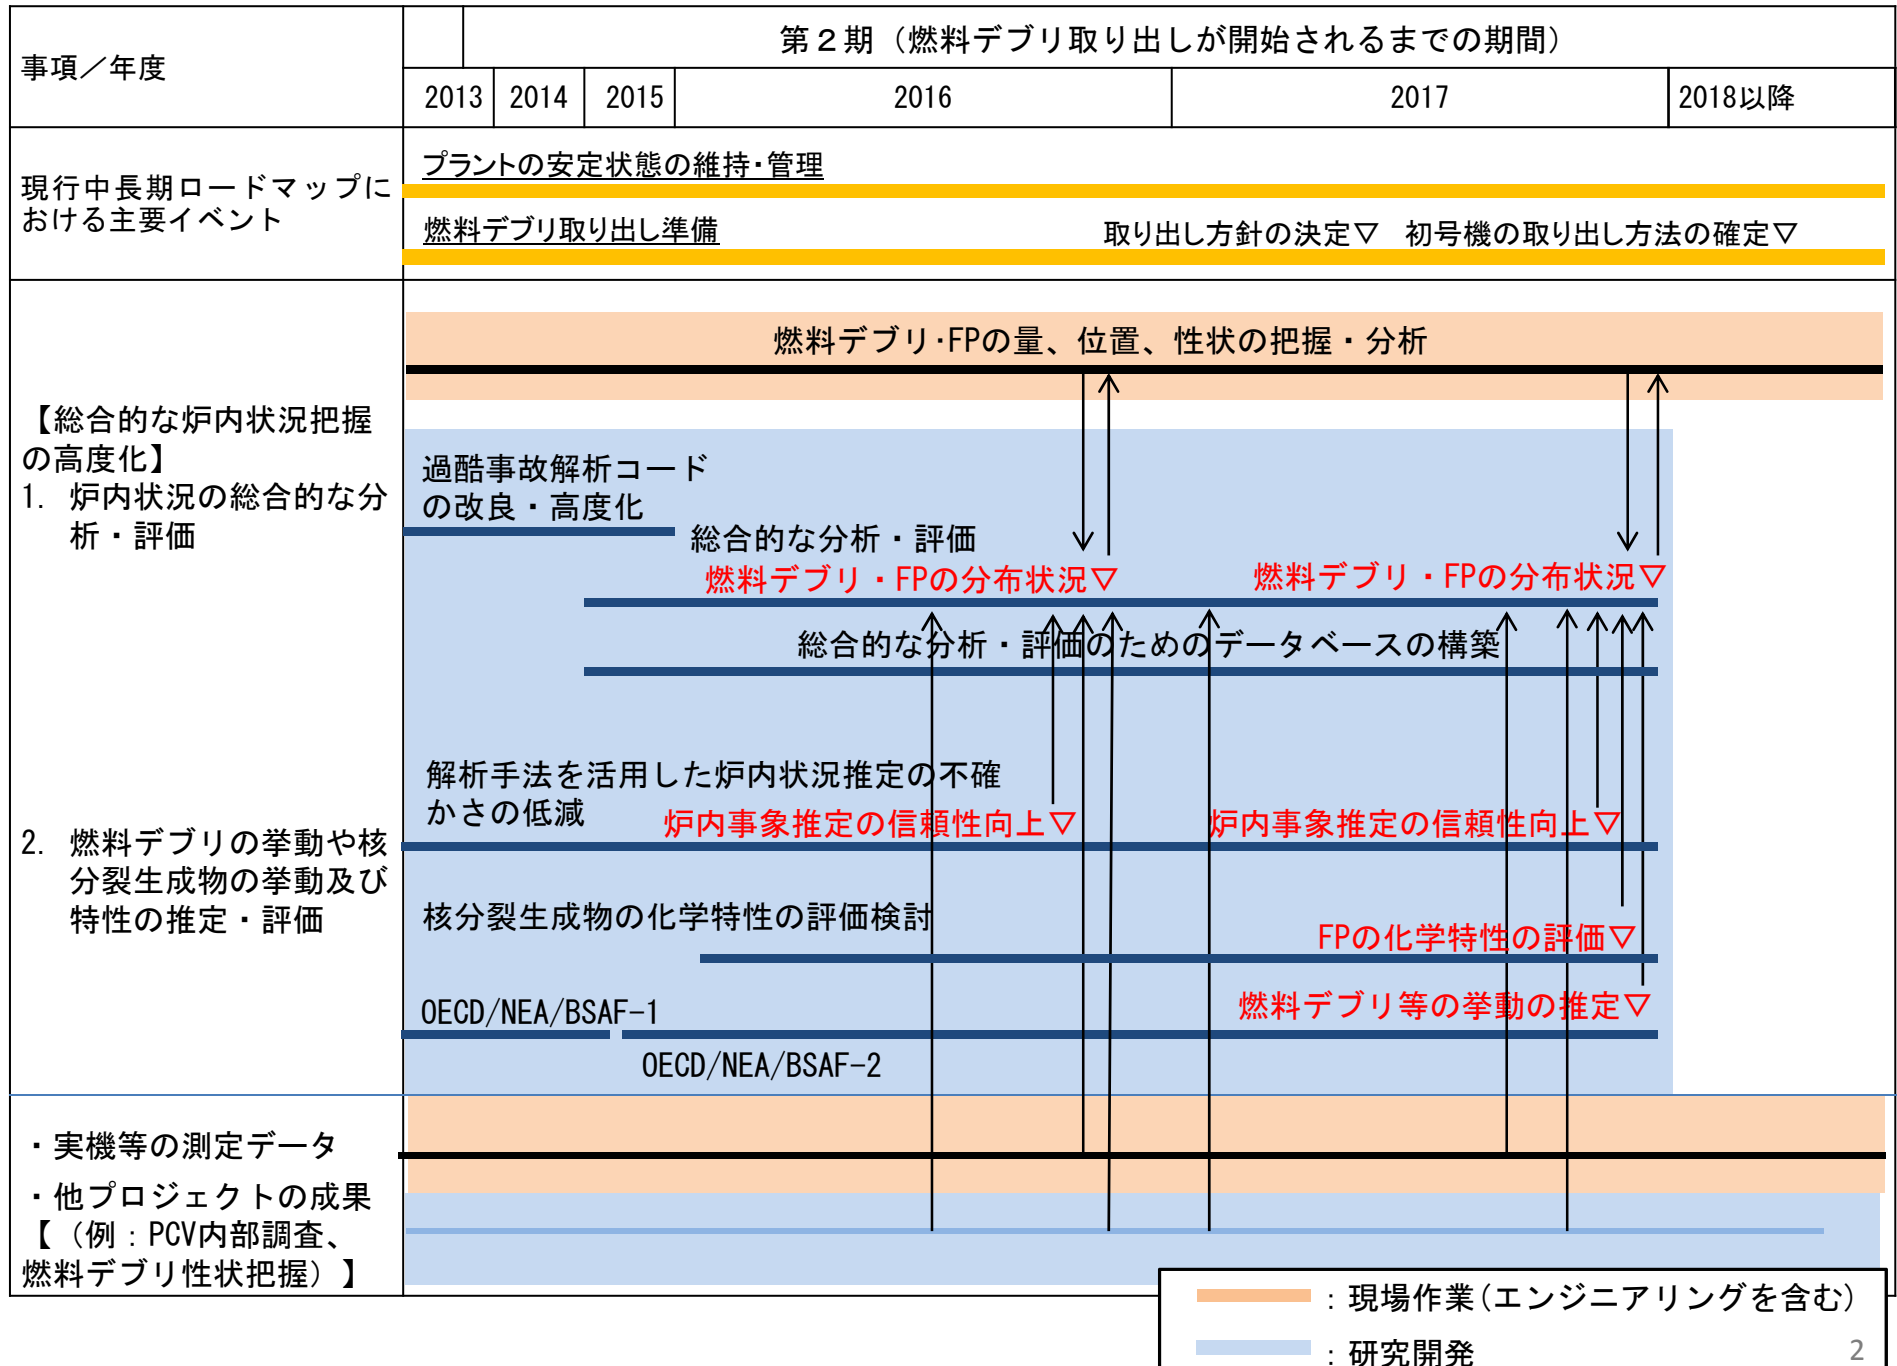 第２期（燃料デブリ取り出しが開始されるまでの期間）
事項／年度
2013 2014 2015 2016 2017 2018以降
プラントの安定状態の維持・管理
現行中長期ロードマップに
おける主要イベント
燃料デブリ取り出し準備 取り出し方針の決定▽ 初号機の取り出し方法の確定▽
燃料デブリ・FPの量、位置、性状の把握・分析
【総合的な炉内状況把握
の高度化】
1. 炉内状況の総合的な分
析・評価
過酷事故解析コード
の改良・高度化
総合的な分析・評価
燃料デブリ・FPの分布状況▽ 燃料デブリ・FPの分布状況▽
総合的な分析・評価のためのデータベースの構築
解析手法を活用した炉内状況推定の不確
かさの低減
炉内事象推定の信頼性向上▽ 炉内事象推定の信頼性向上▽
2. 燃料デブリの挙動や核
分裂生成物の挙動及び
特性の推定・評価
核分裂生成物の化学特性の評価検討
FPの化学特性の評価▽
OECD/NEA/BSAF-1 燃料デブリ等の挙動の推定▽
OECD/NEA/BSAF-2
・実機等の測定データ
・他プロジェクトの成果
【（例：PCV内部調査、
燃料デブリ性状把握）】
：現場作業(エンジニアリングを含む)
：研究開発
2